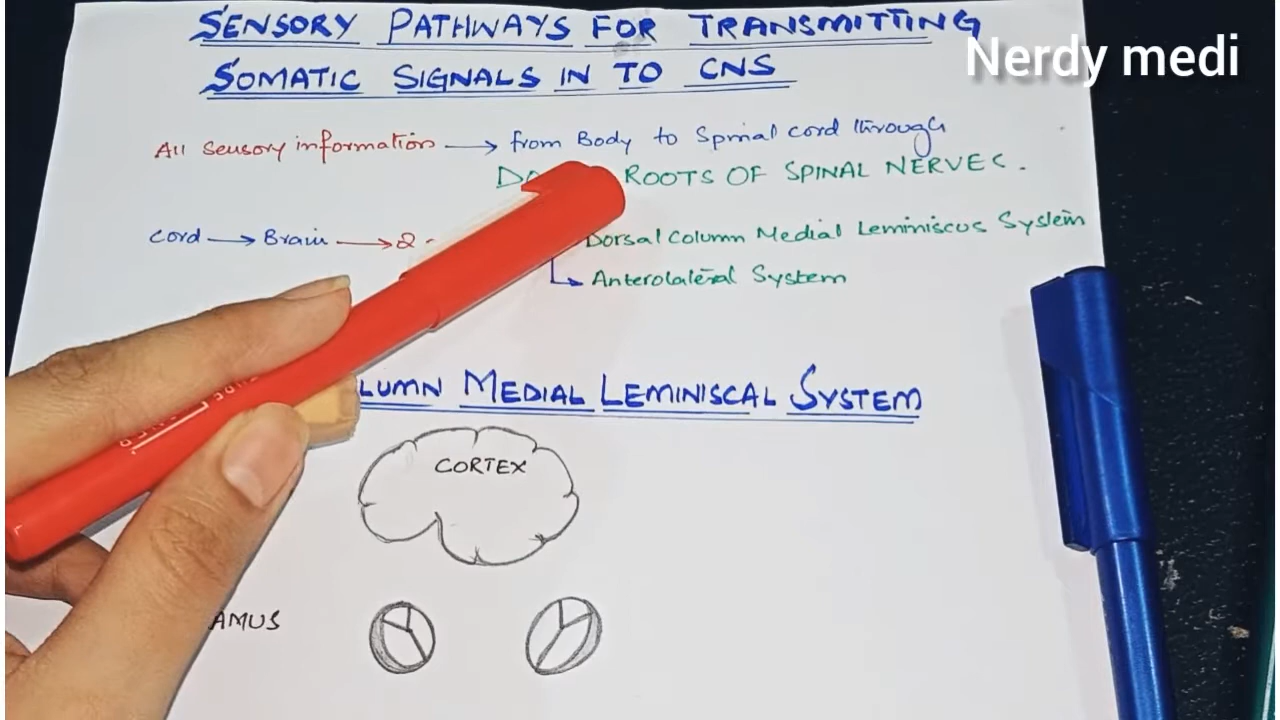 SENSORY PATHWAYS FOR TRANSMITTING
SOMATIC SIGNALS IN TO CNS
Nerdy medi
All sensory information → from Body to Spinal cord through
ROOTS OF SPINAL NERVES.
Cord → Brain → 2
Dorsal Column Medial Leminiscus System
Anterolateral System
LUMN MEDIAL LEMINISCAL SYSTEM
CORTEX
AMUS